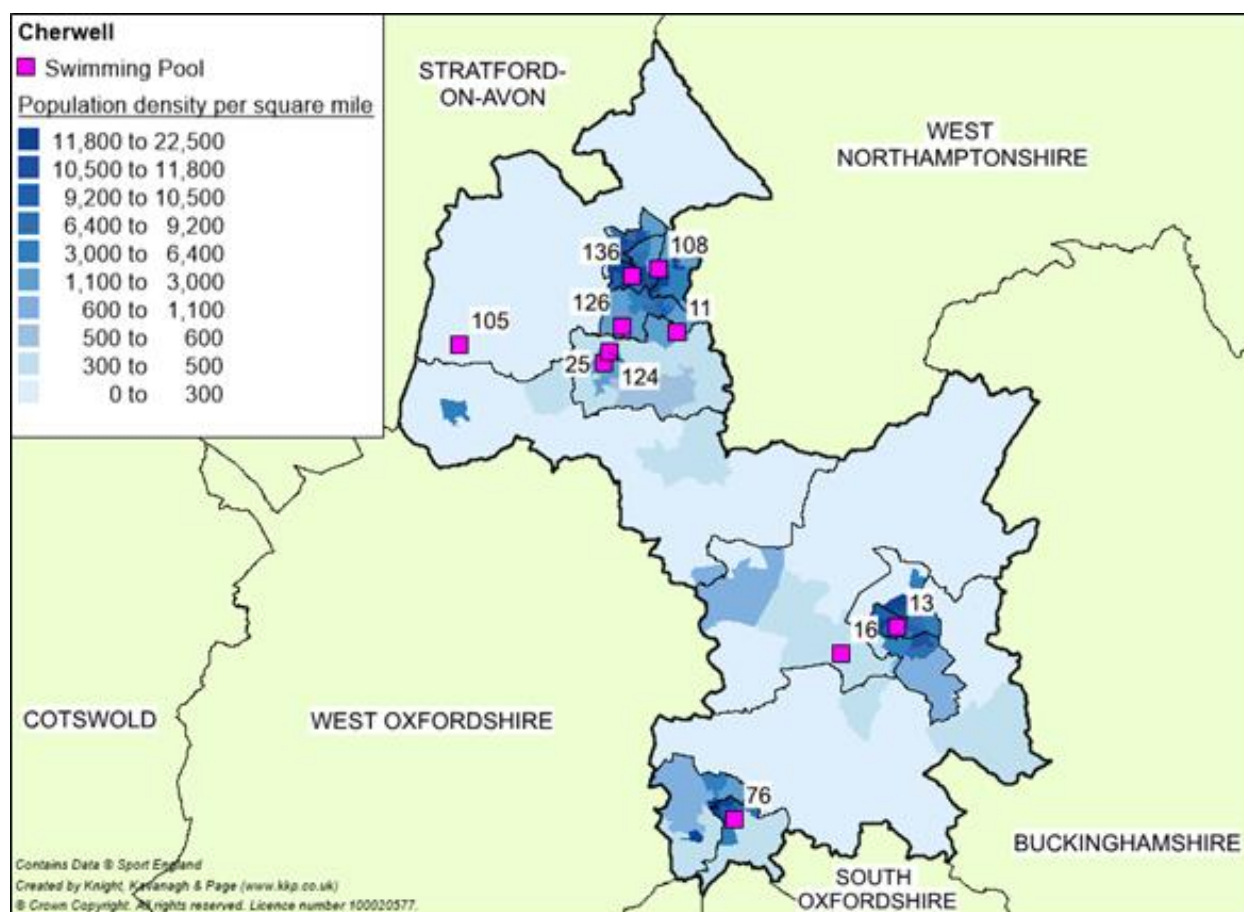 Cherwell
Swimming Pool
Population density per square mile
11,800 to 22,500
10,500 to 11,800
9,200 to 10,500
6,400 to 9,200
3,000 to 6,400
1,100 to 3,000
600 to 1,100
500 to 600
300 to 500
0 to 300
STRATFORD-
ON-AVON
WEST
NORTHAMPTONSHIRE
136
108
126
11
105
25
124
13
16
COTSWOLD
WEST OXFORDSHIRE
76
BUCKINGHAMSHIRE
SOUTH
OXFORDSHIRE
Contains Data ® Sport England
Created by Knight, Kavanagh & Page (www.kkp.co.uk)
® Crown Copyright. All rights reserved. Licence number 100020577.